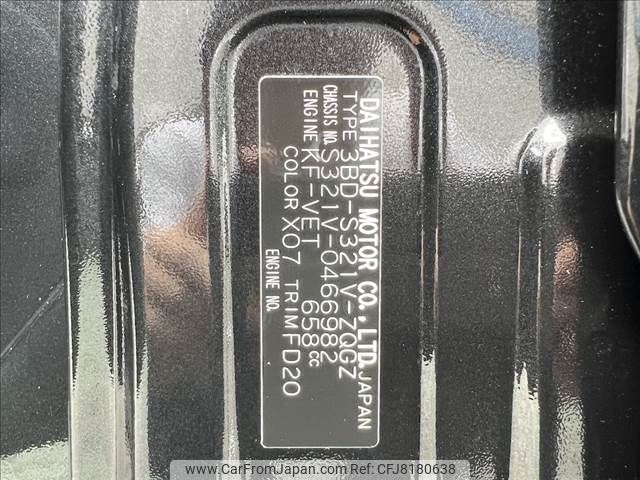 DAIHATSU MOTOR CO.,LTD.JAPAN
TYPE 3BD-S321V-ZQGZ
CHASSIS NO. S321V-0466982
ENGINE KF-VET 658CC
COLOR X07 TRIM FD20
ENGINE NO.
www.CarFromJapan.com CFJ8180638